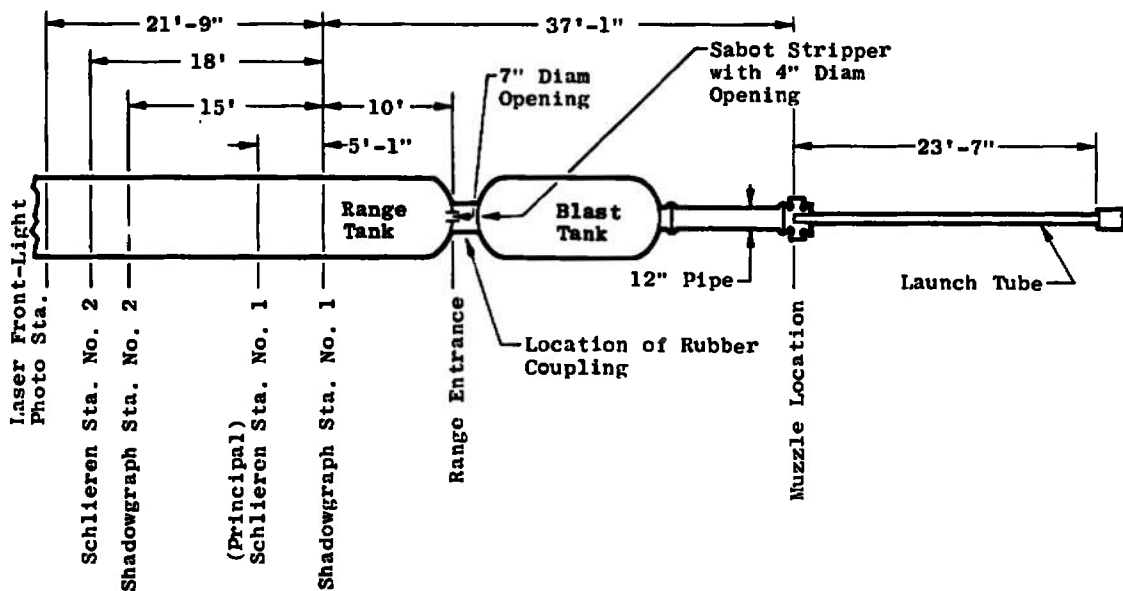 21'-9"
37'-1"
18'
15'
10'
5'-1"
7" Diam
Opening
Sabot Stripper
with 4" Diam
Opening
23'-7"
Range
Tank
Blast
Tank
12" Pipe
Launch Tube
Location of Rubber
Coupling
Laser Front-Light
Photo Sta.
Schlieren Sta. No. 2
Shadowgraph Sta. No. 2
(Principal)
Schlieren Sta. No. 1
Shadowgraph Sta. No. 1
Range Entrance
Muzzle Location